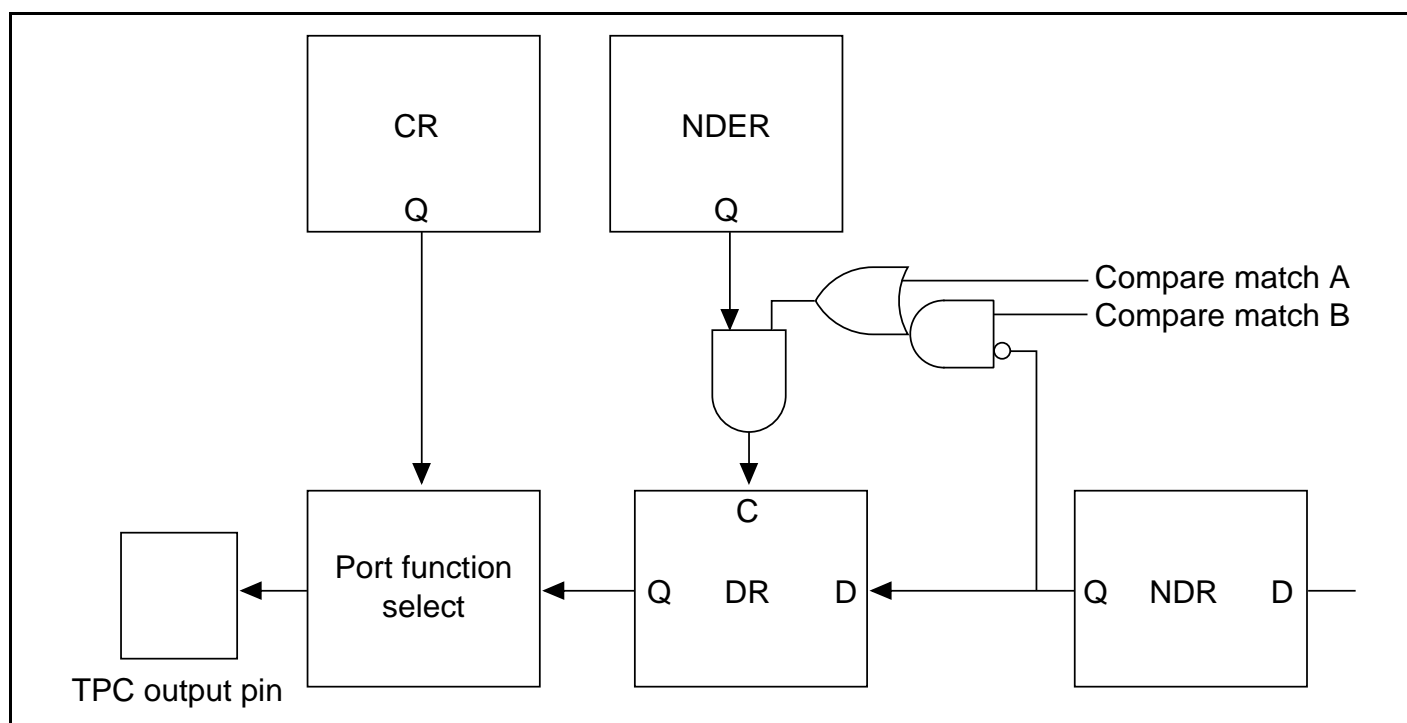 CR
Q
NDER
Q
Compare match A
Compare match B
Port function
select
C
Q DR D
Q NDR D
TPC output pin